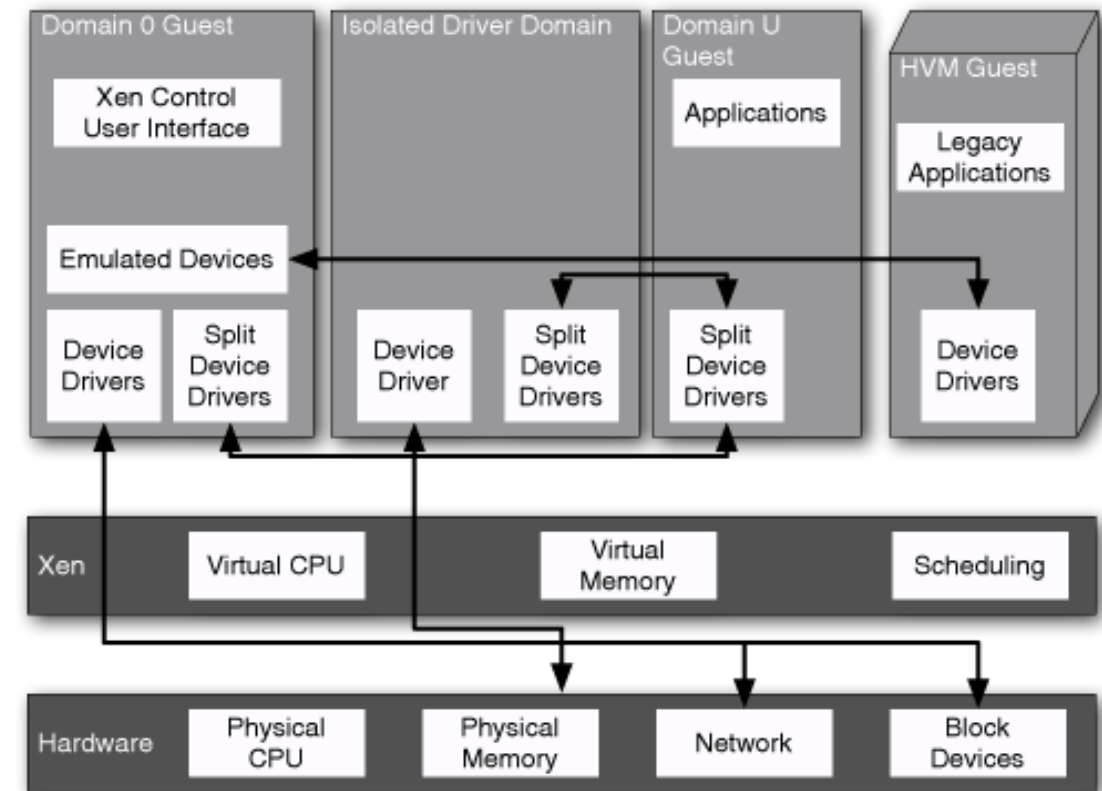 Domain 0 Guest
Xen Control
User Interface
Emulated Devices
Device
Drivers
Split
Device
Drivers
Isolated Driver Domain
Device
Driver
Split
Device
Drivers
Domain U
Guest
Applications
Split
Device
Drivers
HVM Guest
Legacy
Applications
Device
Drivers
Xen
Virtual CPU
Virtual
Memory
Scheduling
Hardware
Physical
CPU
Physical
Memory
Network
Block
Devices